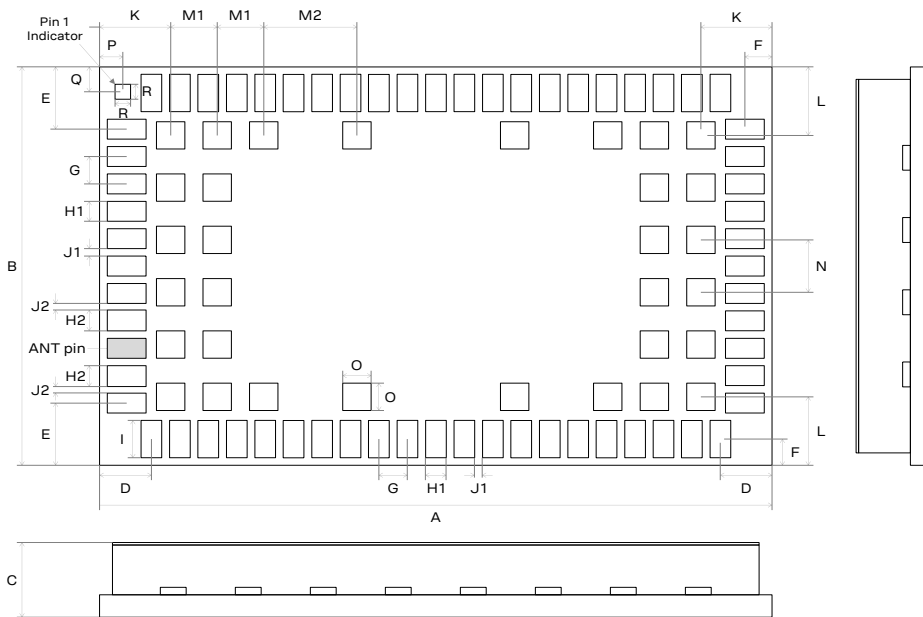 Pin 1
Indicator
K
M1
M1
M2
K
P
F
Q
E
R
R
L
G
H1
J1
B
N
J2
H2
ANT pin
H2
J2
E
O
O
I
L
F
D
G
H1
J1
D
A
C